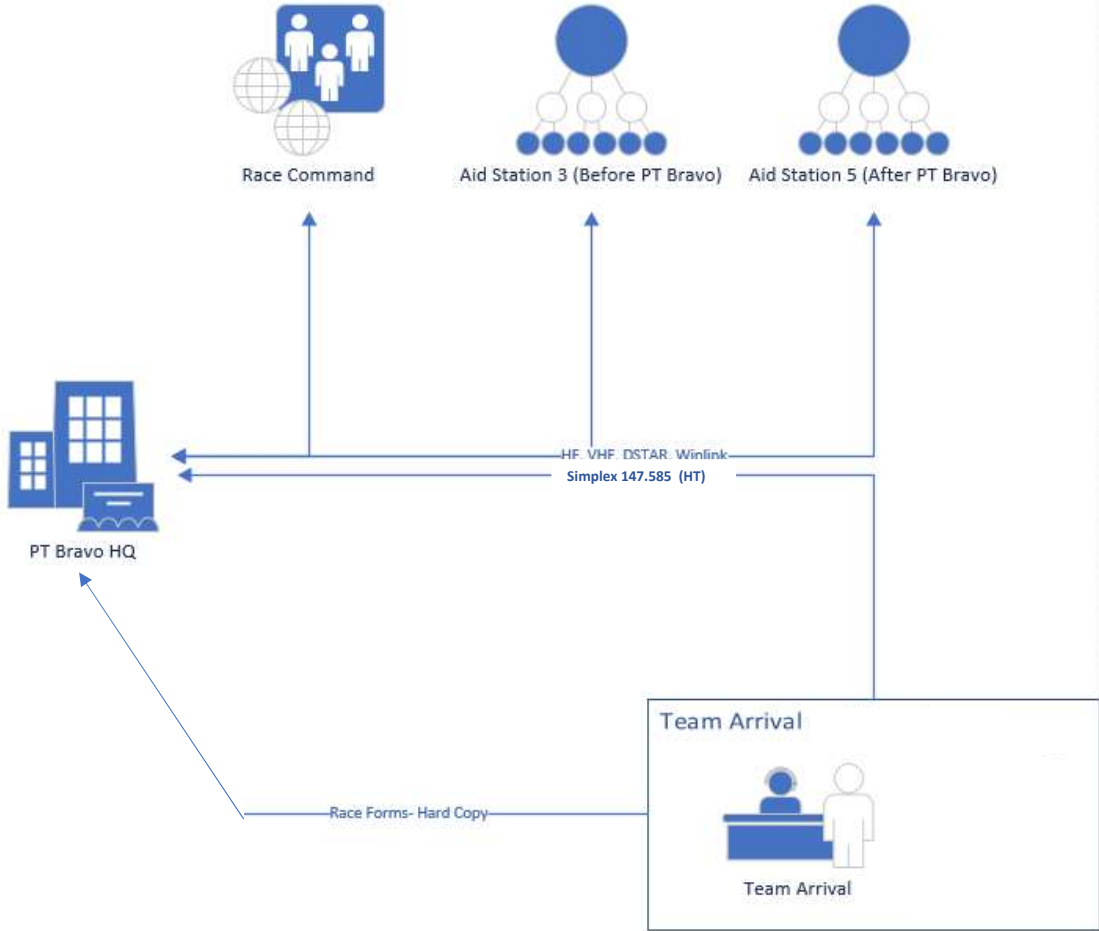 Race Command
Aid Station 3 (Before PT Bravo)
Aid Station 5 (After PT Bravo)
HF, VHF, DSTAR, Winlink
Simplex 147.585 (HT)
PT Bravo HQ
Team Arrival
Race Forms- Hard Copy
Team Arrival